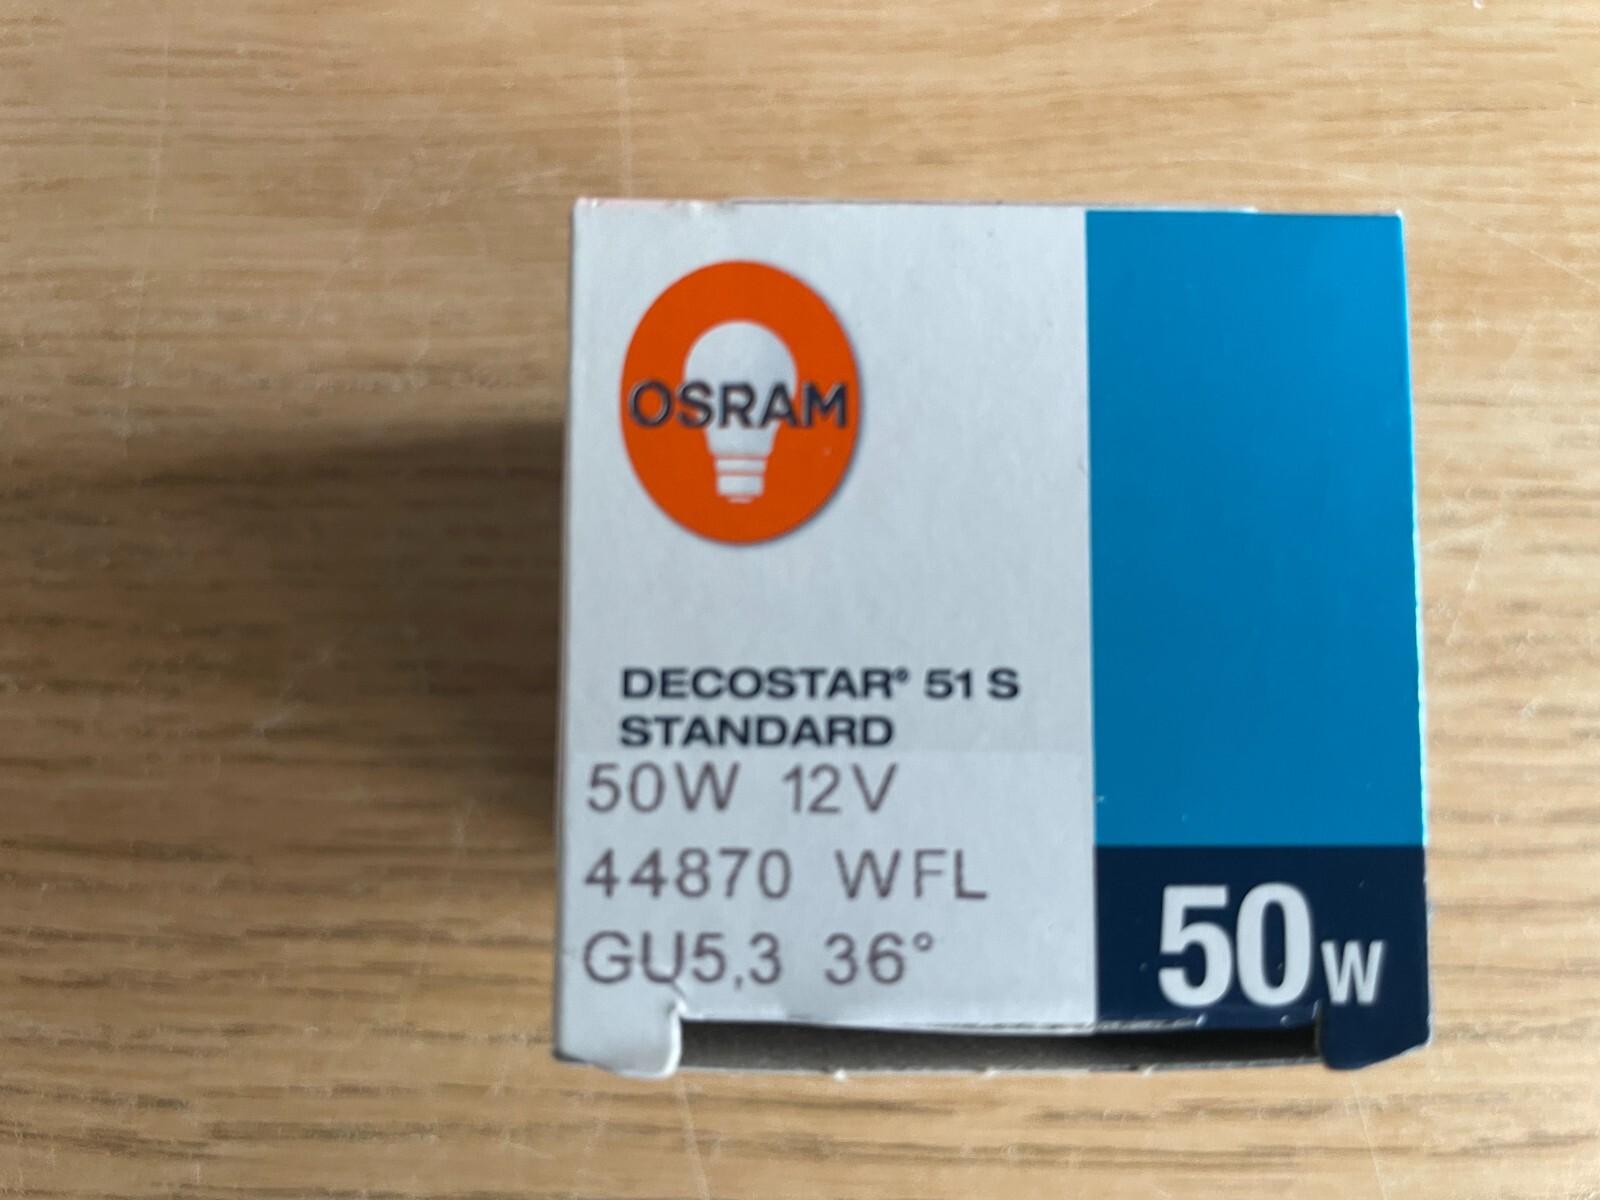 OSRAM
DECOSTAR® 51 S
STANDARD
50W 12V
44870 WFL
GU5,3 36°
50W